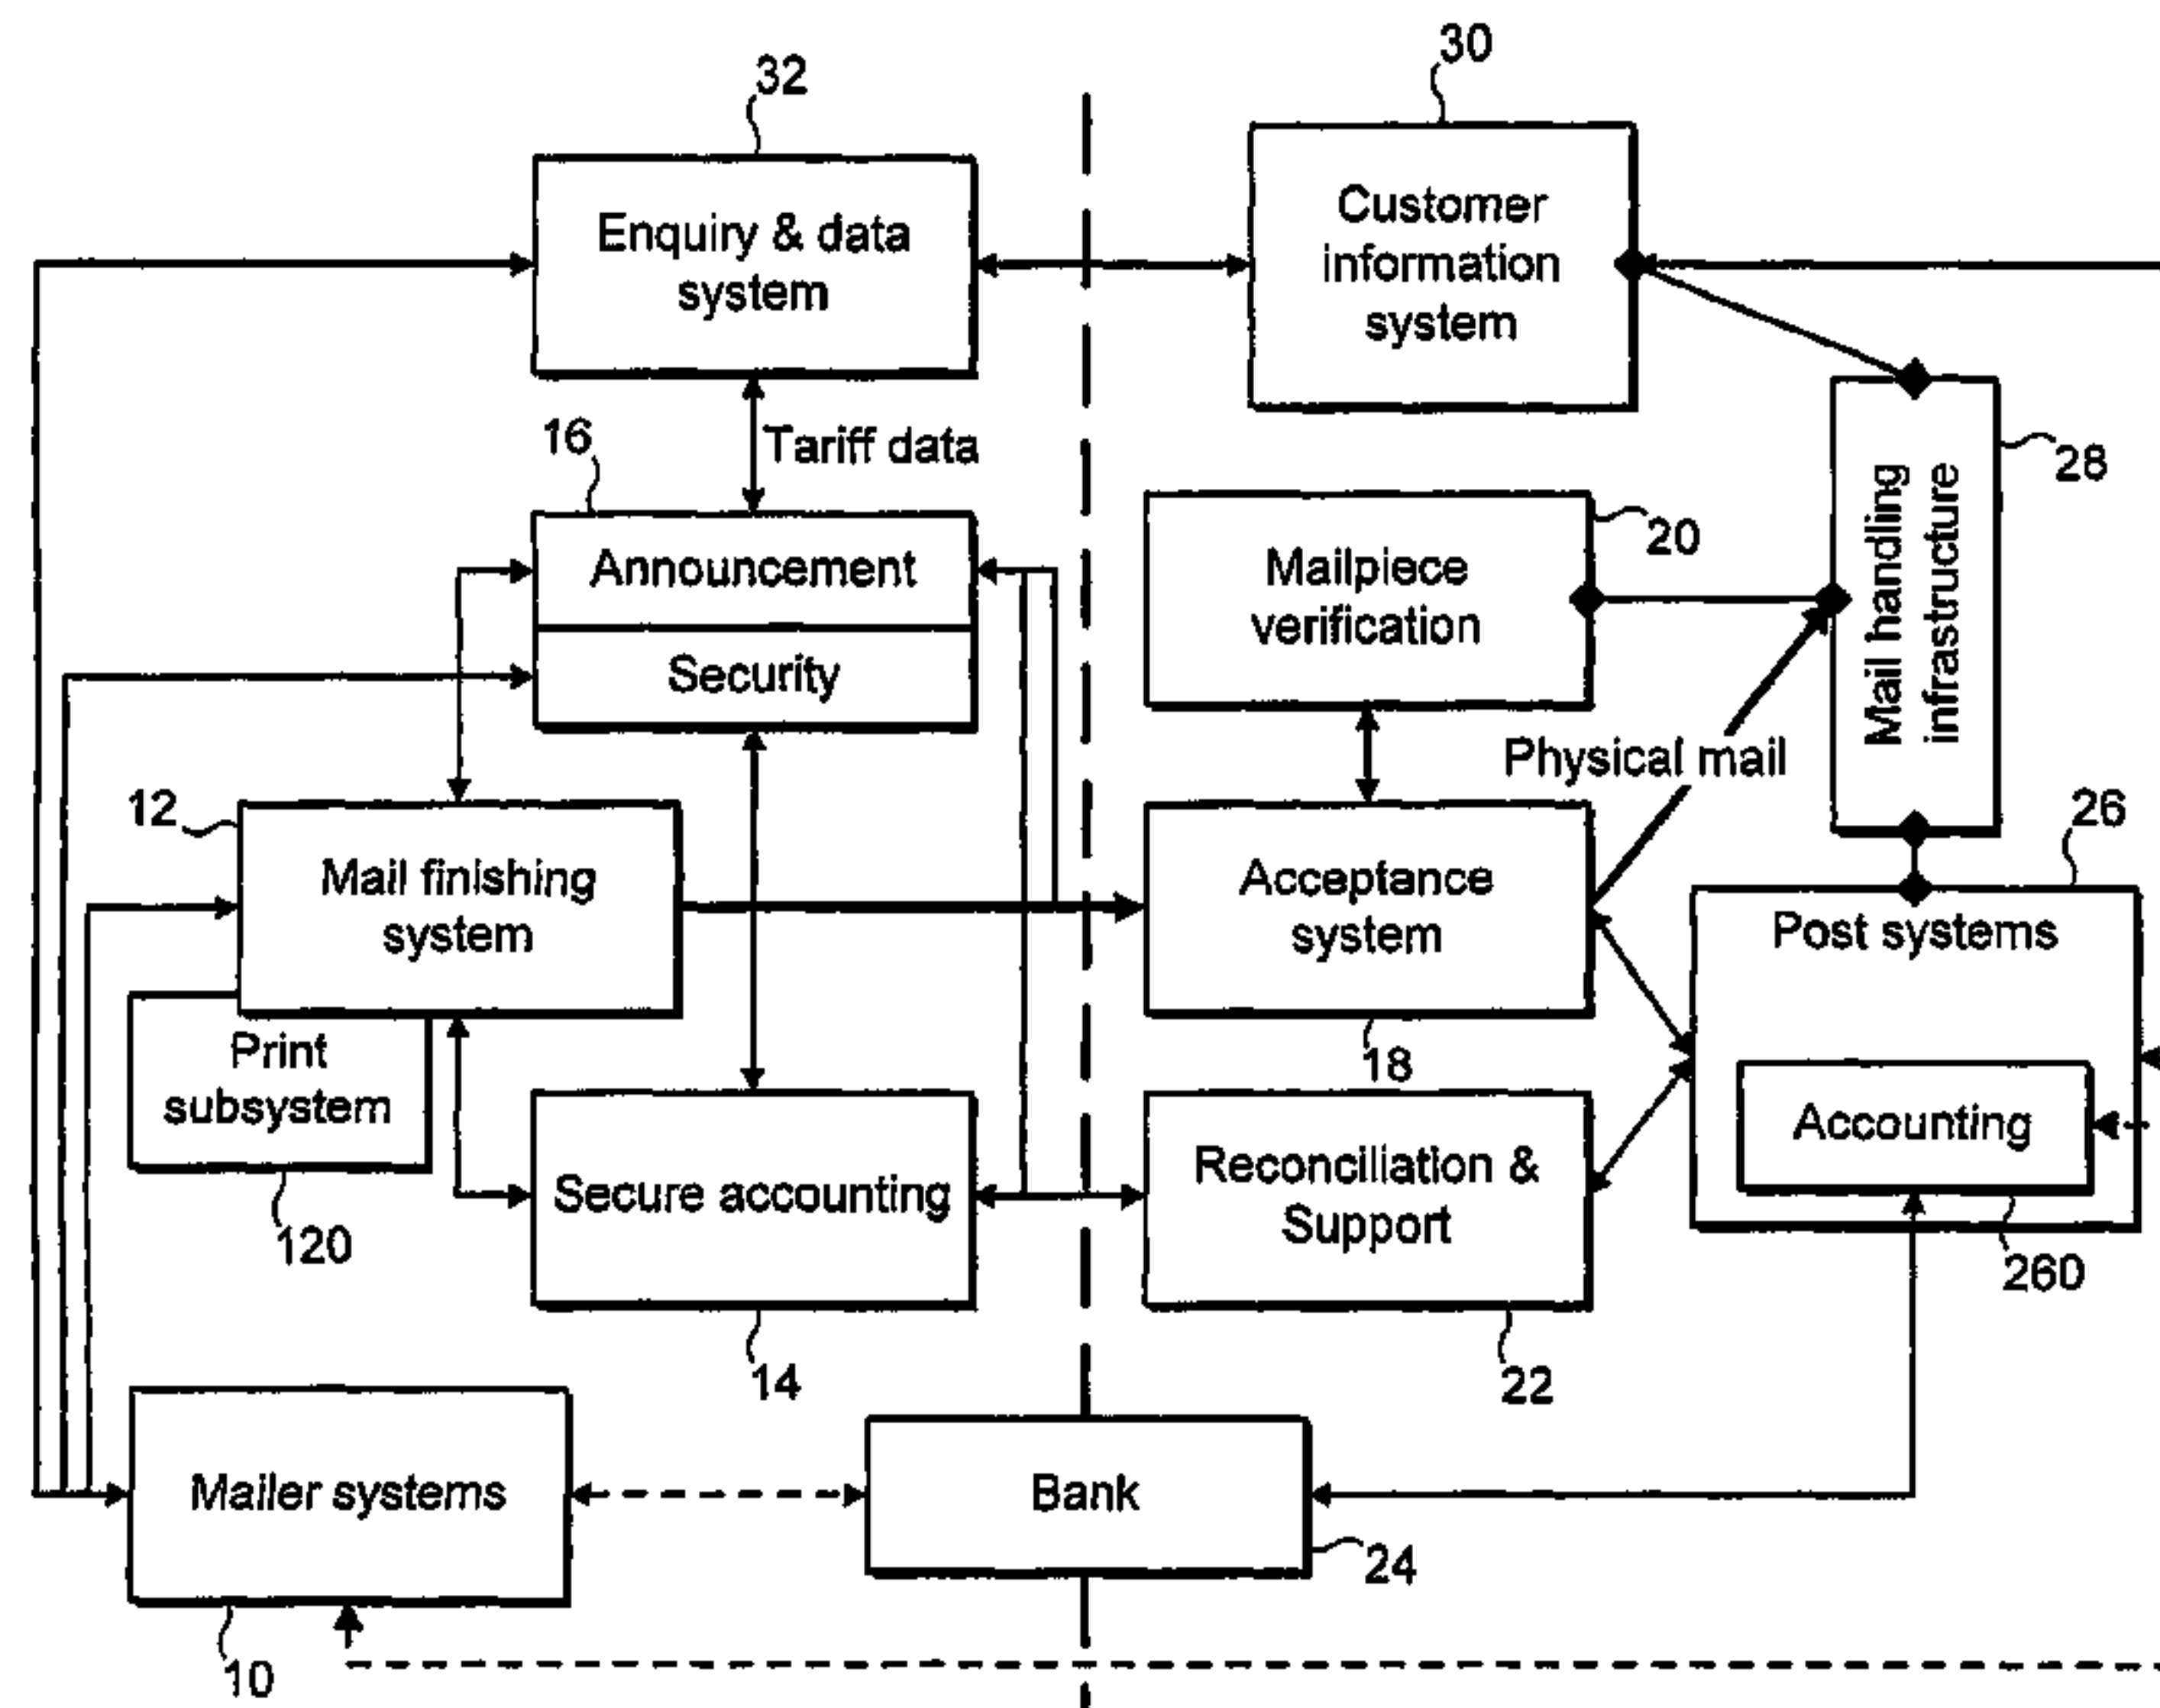 30
32
Customer
information
system
Enquiry & data
system
16
Tariff data
28
Mail handling
infrastructure
20
Announcement
Mailpiece
verification
Security
Physical mail
12
26
Mail finishing
system
Acceptance
system
Post systems
Print
subsystem
18
Accounting
Secure accounting
Reconciliation &
Support
120
260
14
22
Mailer systems
Bank
24
10